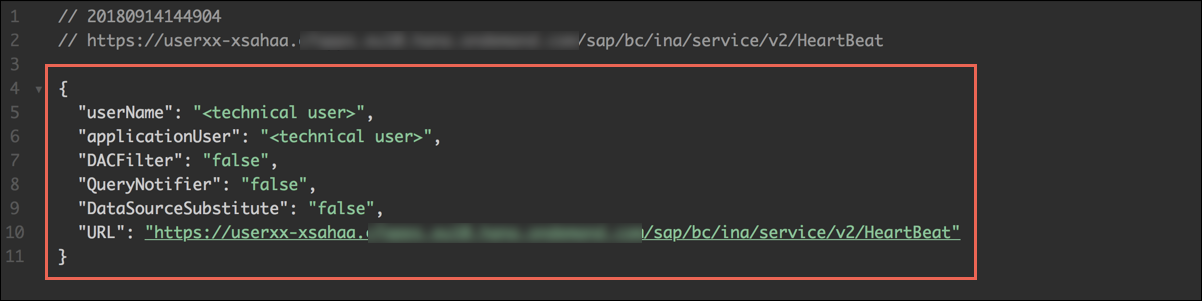 1 // 20180914144904
2 // https://userxx-xsahaa. /sap/bc/ina/service/v2/HeartBeat
3
4 {
5 "userName": "<technical user>",
6 "applicationUser": "<technical user>",
7 "DACFilter": "false",
8 "QueryNotifier": "false",
9 "DataSourceSubstitute": "false",
10 "URL": "https://userxx-xsahaa. /sap/bc/ina/service/v2/HeartBeat"
11 }